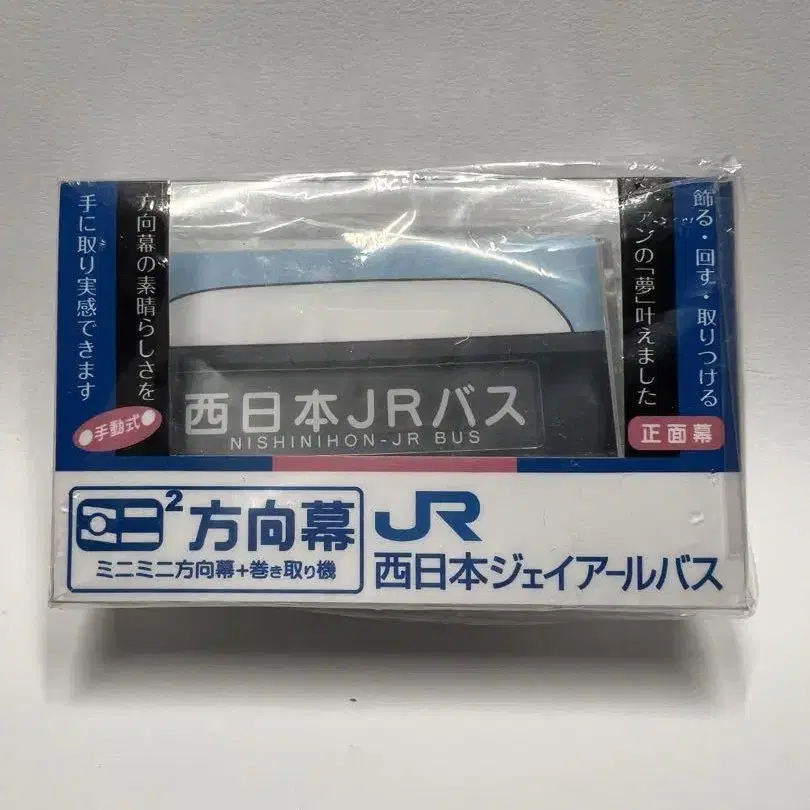 飾る・回す・取りつける
ァンの「夢」叶えました
正面幕
方向幕の素晴らしさを
手に取り実感できます
●手動式●
西日本JRバス
NISHINIHON-JR BUS
2
方向幕
ミニミニ方向幕+巻き取り機
JR
西日本ジェイアールバス